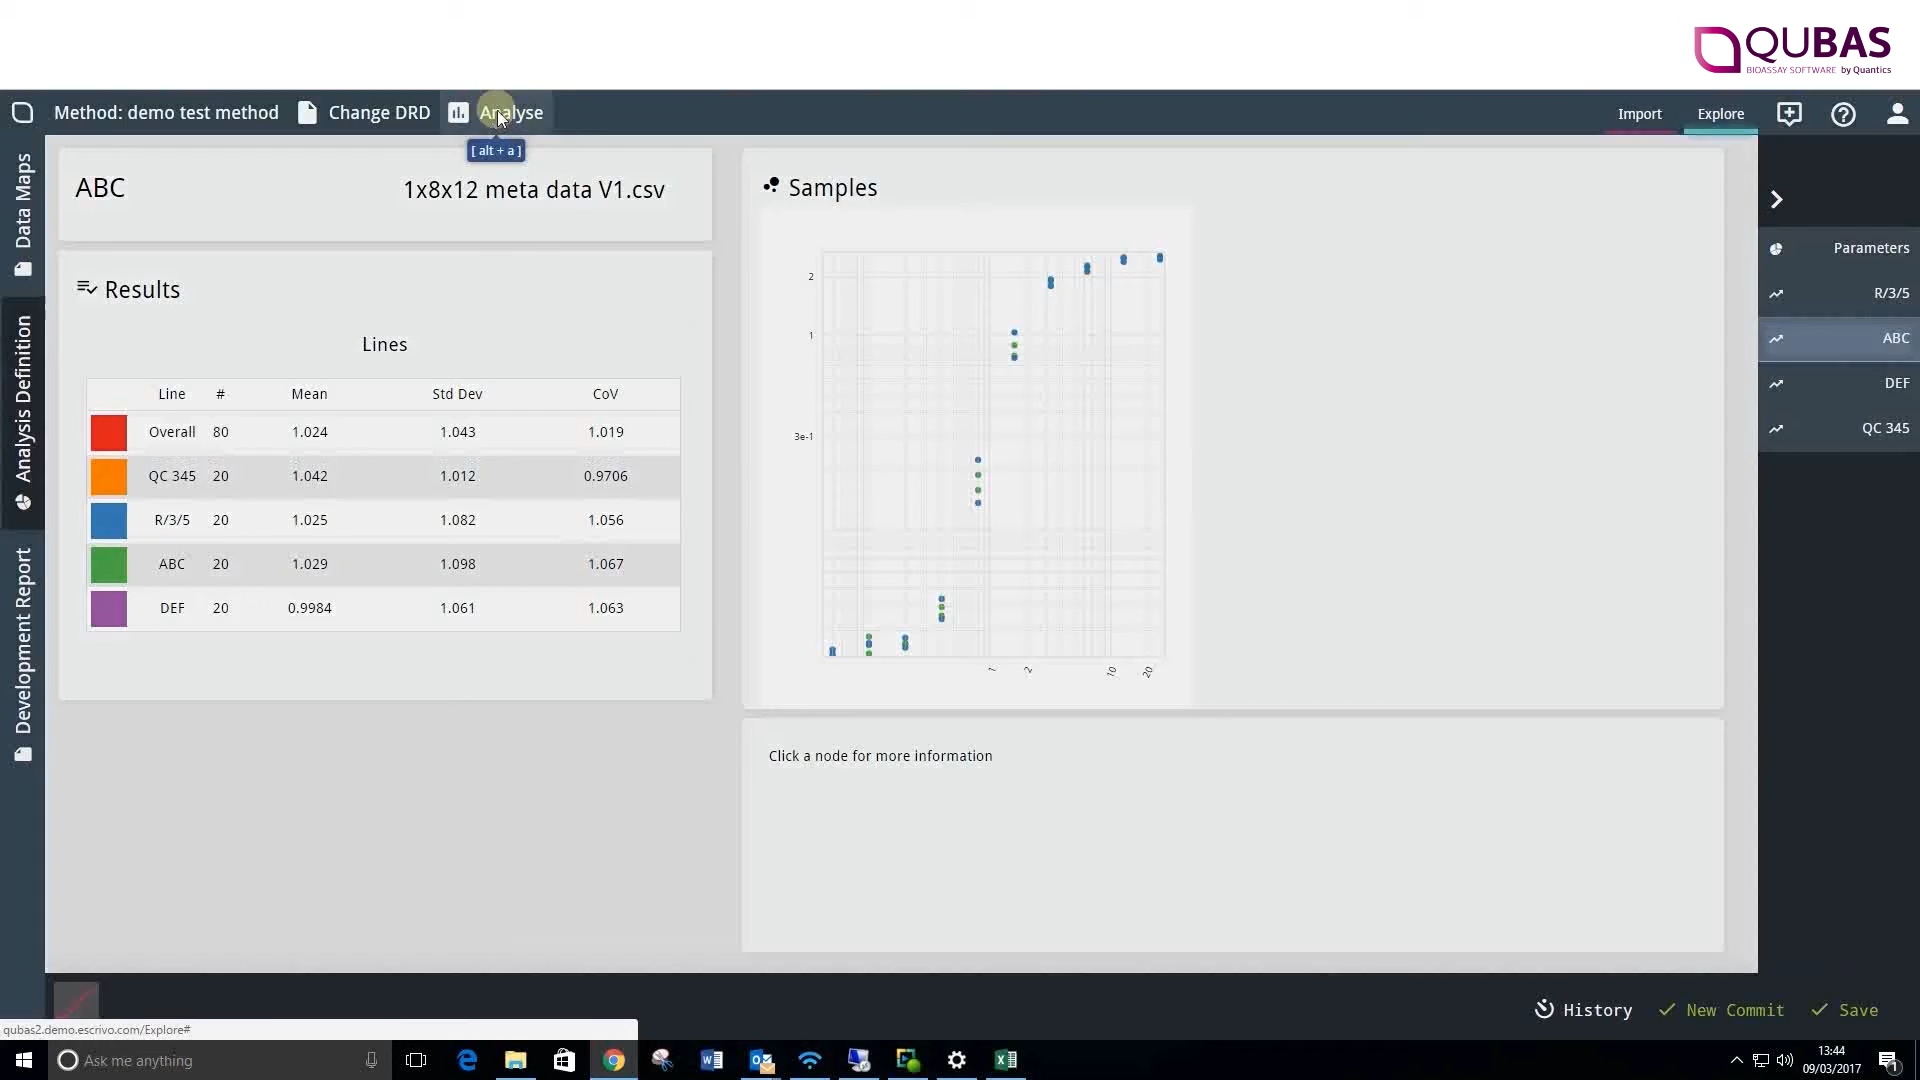 QUBAS
BIOASSAY SOFTWARE by Quantics
Method: demo test method Change DRD Analyse Import Explore
[ alt + a ]
Data Maps
Analysis Definition
Development Report
ABC 1x8x12 meta data V1.csv
Results
Lines
Line # Mean Std Dev CoV
Overall 80 1.024 1.043 1.019
QC 345 20 1.042 1.012 0.9706
R/3/5 20 1.025 1.082 1.056
ABC 20 1.029 1.098 1.067
DEF 20 0.9984 1.061 1.063
Samples
2
1
3e-1
1 2 10 20
Click a node for more information
Parameters
R/3/5
ABC
DEF
QC 345
History New Commit Save
qubas2.demo.escrivo.com/Explore#
Ask me anything
13:44
09/03/2017
1